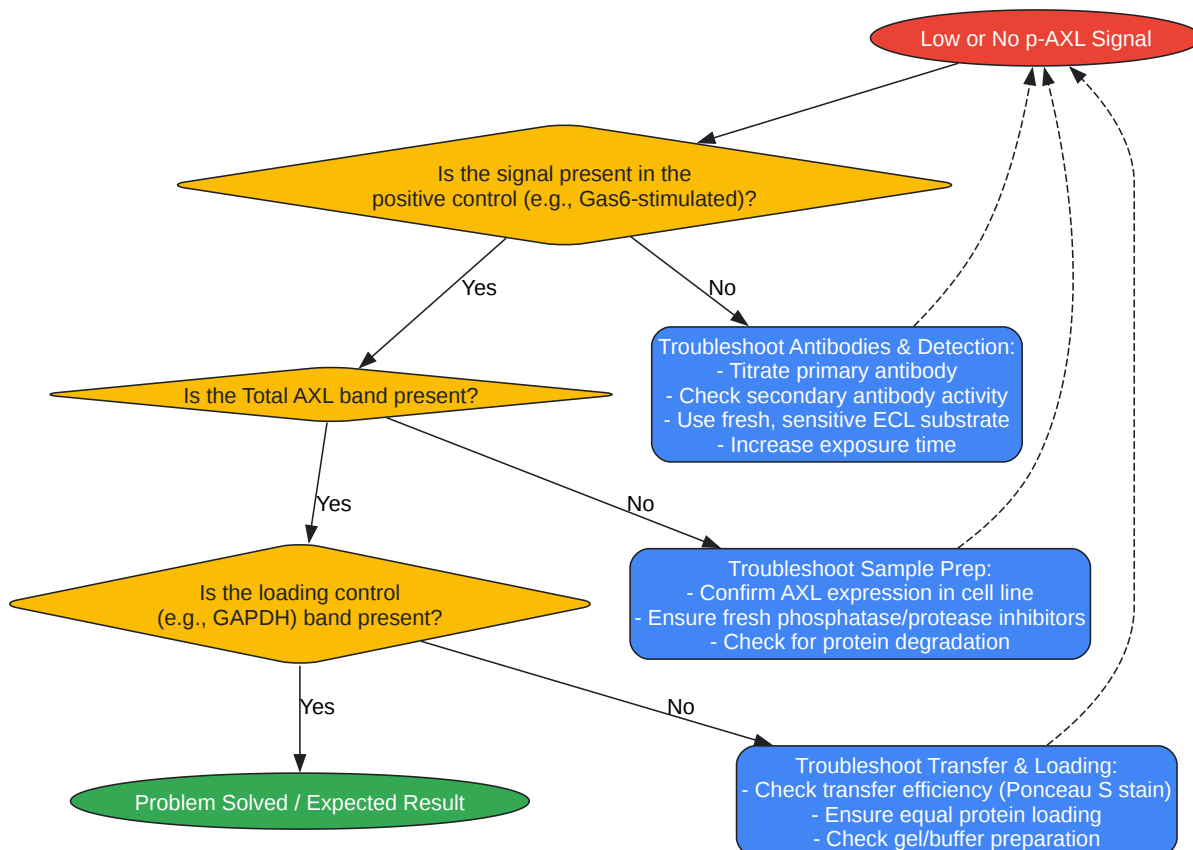 Low or No p-AXL Signal
Is the signal present in the
positive control (e.g., Gas6-stimulated)?
Yes
No
Troubleshoot Antibodies & Detection:
- Titrate primary antibody
- Check secondary antibody activity
- Use fresh, sensitive ECL substrate
- Increase exposure time
Is the Total AXL band present?
Yes
No
Troubleshoot Sample Prep:
- Confirm AXL expression in cell line
- Ensure fresh phosphatase/protease inhibitors
- Check for protein degradation
Is the loading control
(e.g., GAPDH) band present?
Yes
No
Troubleshoot Transfer & Loading:
- Check transfer efficiency (Ponceau S stain)
- Ensure equal protein loading
- Check gel/buffer preparation
Problem Solved / Expected Result